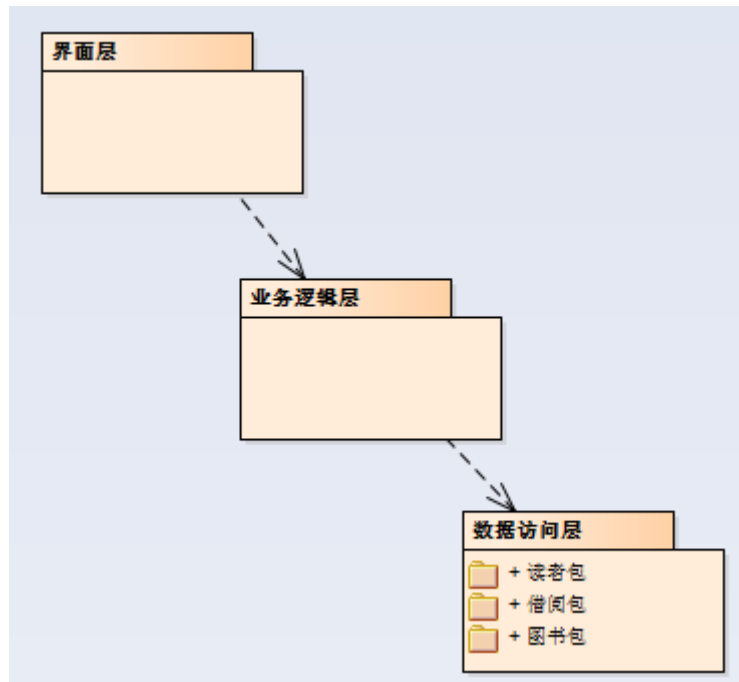 界面层
业务逻辑层
数据访问层
+ 读者包
+ 借阅包
+ 图书包